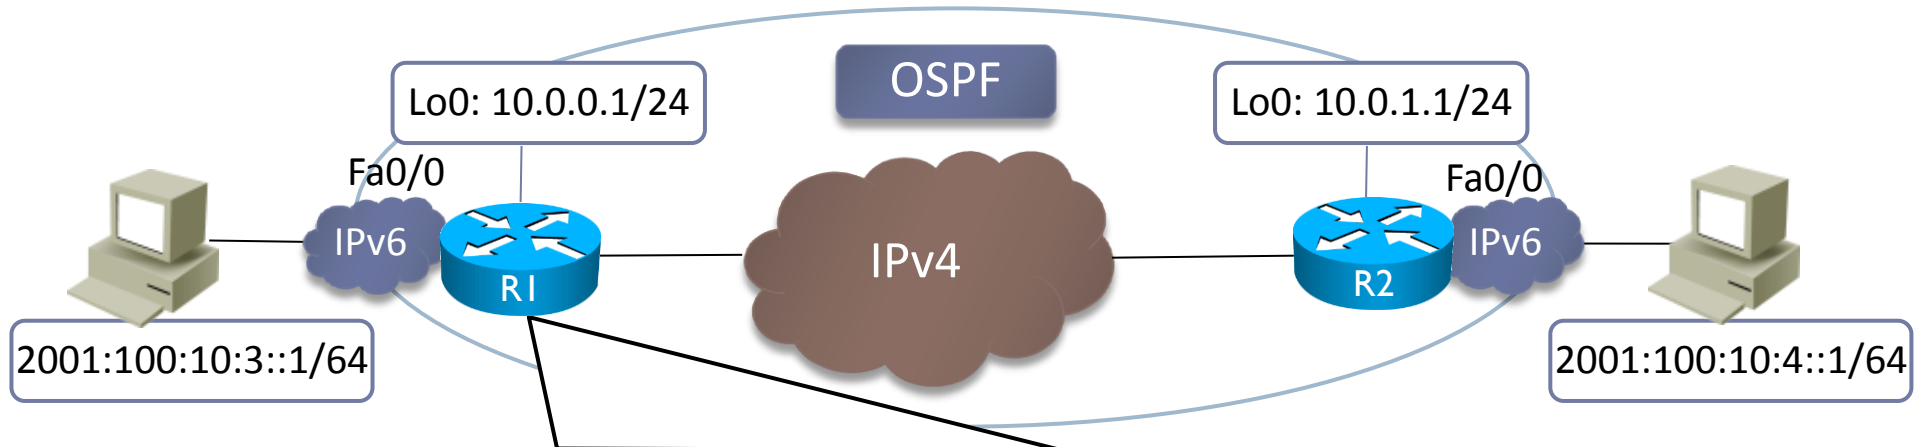 OSPF
Lo0: 10.0.0.1/24
Lo0: 10.0.1.1/24
Fa0/0
Fa0/0
IPv6
IPv4
IPv6
R1
R2
2001:100:10:3::1/64
2001:100:10:4::1/64